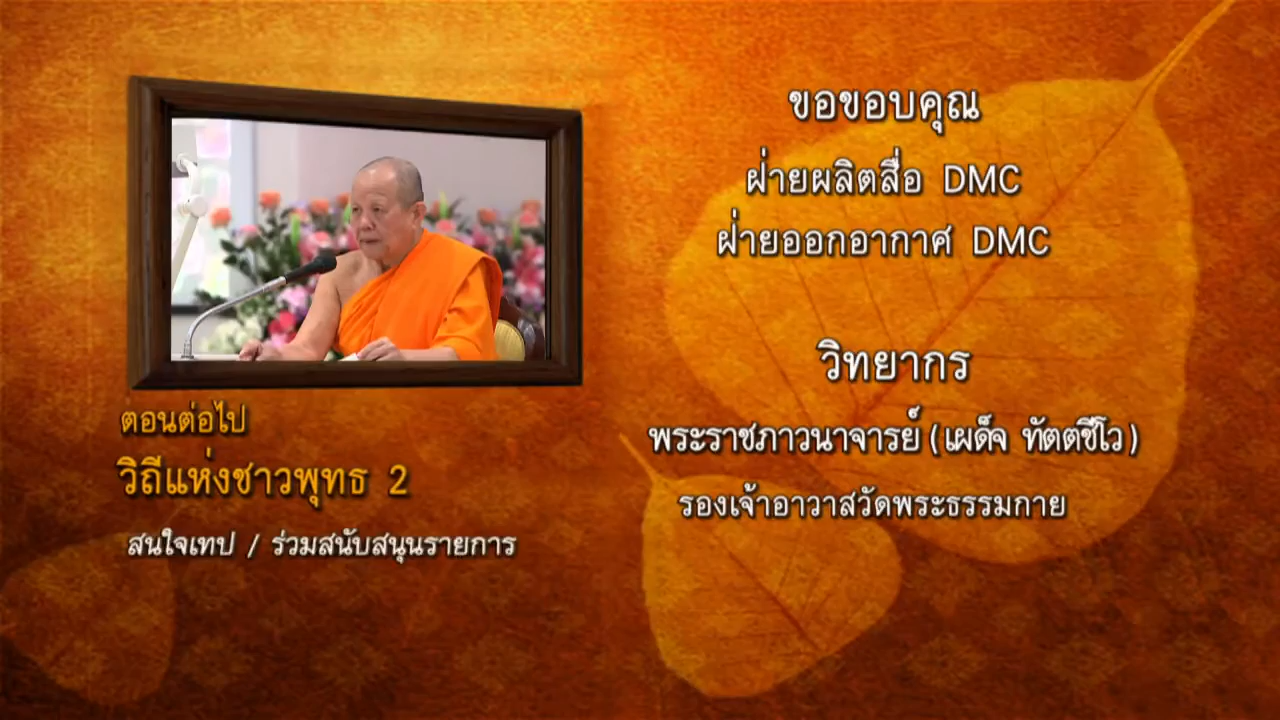 ขอขอบคุณ
ฝ่ายผลิตสื่อ DMC
ฝ่ายออกอากาศ DMC
วิทยากร
พระราชภาวนาจารย์ (เผด็จ ทัตตชีโว)
รองเจ้าอาวาสวัดพระธรรมกาย
ตอนต่อไป
วิถีแห่งชาวพุทธ 2
สนใจเทป / ร่วมสนับสนุนรายการ